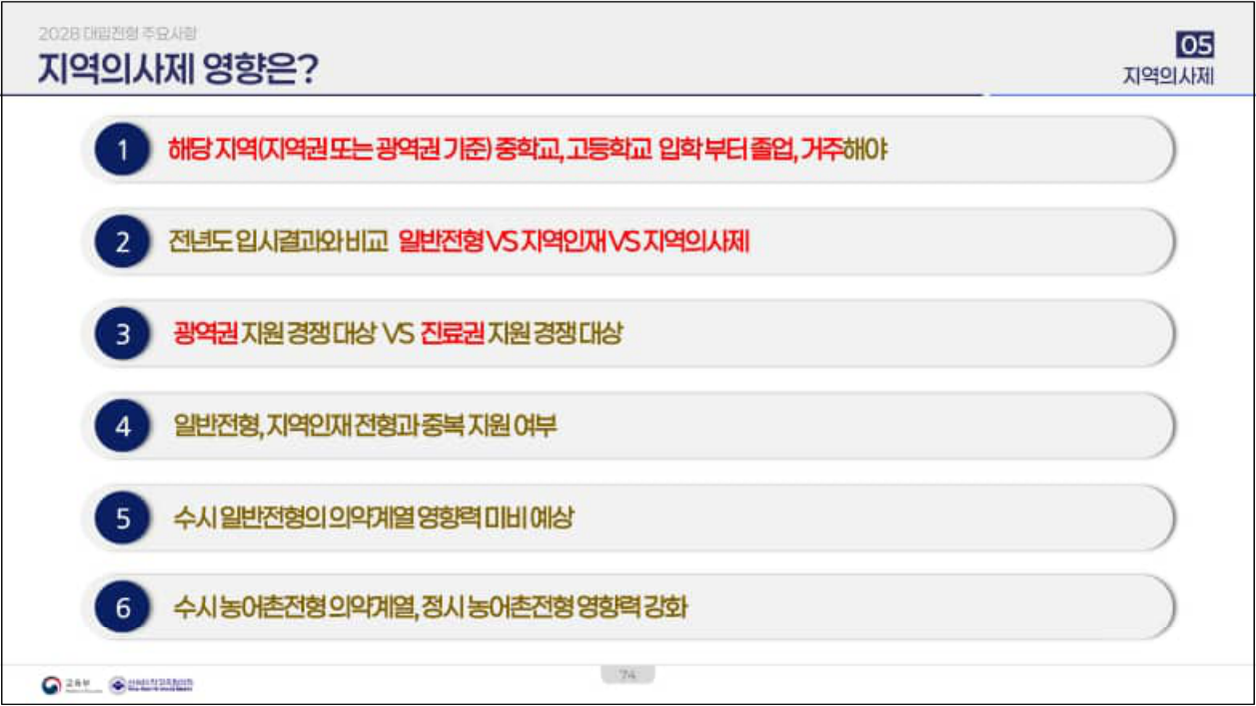 2028 대입전형 주요사항
지역의사제 영향은?
05
지역의사제
1 해당 지역(지역권 또는 광역권 기준) 중학교, 고등학교 입학 부터 졸업, 거주해야
2 전년도 입시결과와 비교 일반전형 VS 지역인재 VS 지역의사제
3 광역권 지원 경쟁 대상 VS 진료권 지원 경쟁 대상
4 일반전형, 지역인재 전형과 중복 지원 여부
5 수시 일반전형의 의약계열 영향력 미비 예상
6 수시 농어촌전형 의약계열, 정시 농어촌전형 영향력 강화
74
교육부